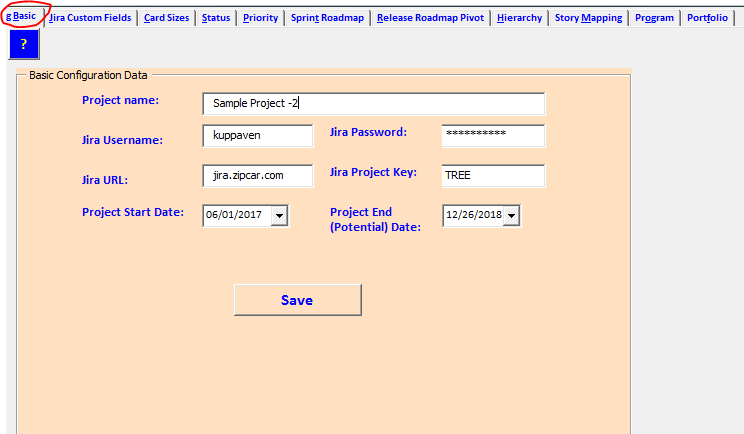 g Basic Jira Custom Fields Card Sizes Status Priority Sprint Roadmap Release Roadmap Pivot Hierarchy Story Mapping Program Portfolio
?
Basic Configuration Data
Project name: Sample Project -2
Jira Username: kuppaven Jira Password: **********
Jira URL: jira.zipcar.com Jira Project Key: TREE
Project Start Date: 06/01/2017 Project End
(Potential) Date: 12/26/2018
Save